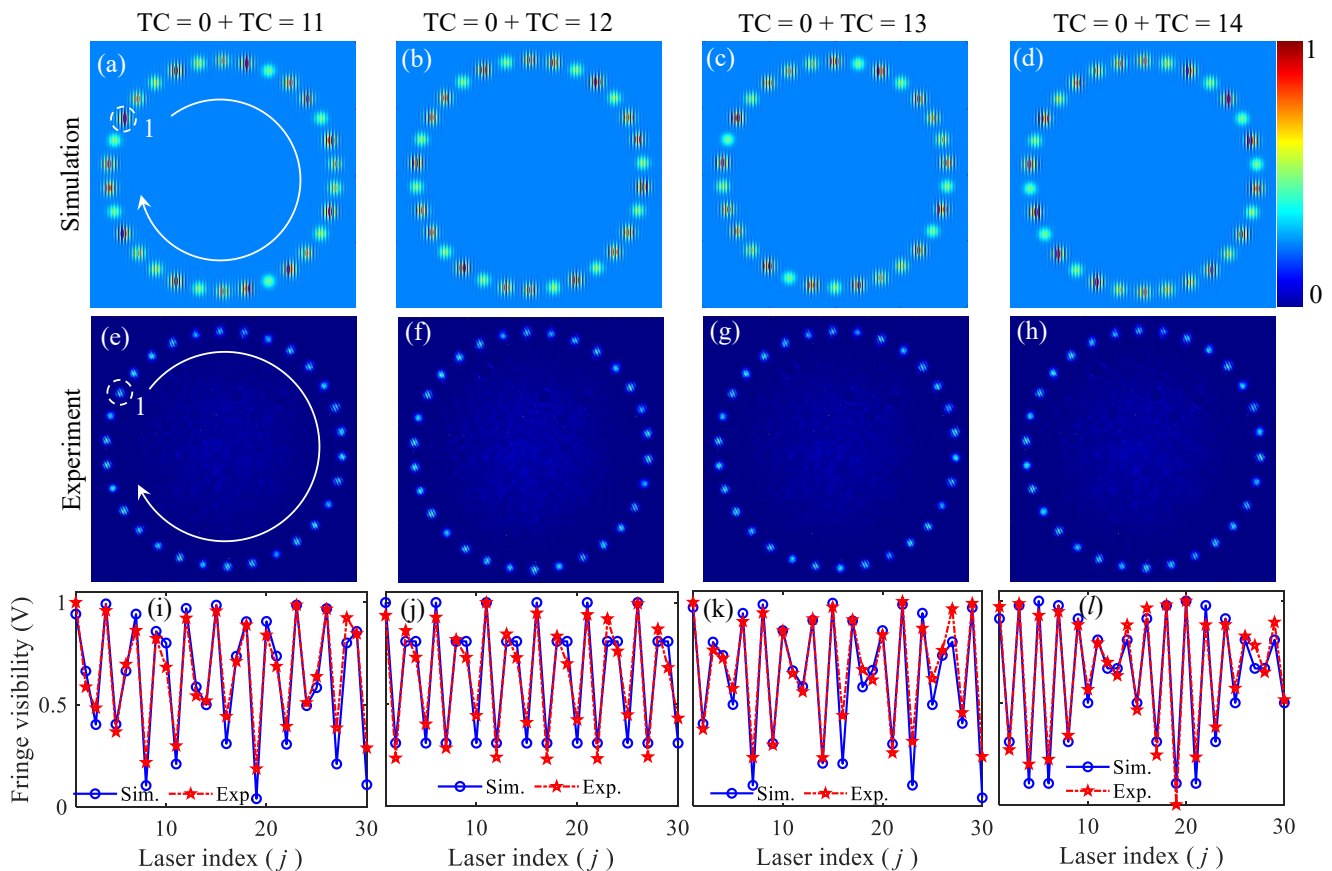 TC = 0 + TC = 11
TC = 0 + TC = 12
TC = 0 + TC = 13
TC = 0 + TC = 14
Simulation
(a)
1
(b)
(c)
(d)
1
0
Experiment
(e)
1
(f)
(g)
(h)
Fringe visibility (V)
1
0.5
0
(i)
Sim.
Exp.
10
20
30
Laser index ( j )
(j)
Sim.
Exp.
10
20
30
Laser index ( j )
(k)
Sim.
Exp.
10
20
30
Laser index ( j )
(l)
Sim.
Exp.
10
20
30
Laser index ( j )